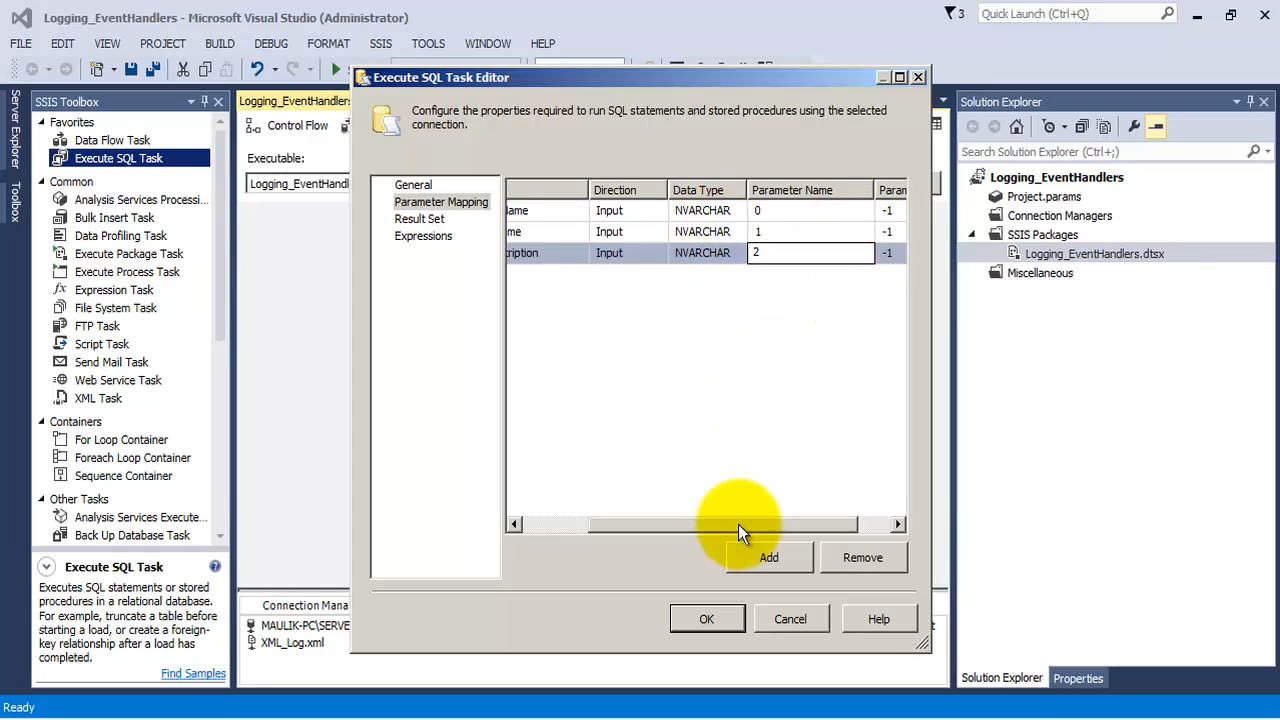 Logging_EventHandlers - Microsoft Visual Studio (Administrator)
3
Quick Launch (Ctrl+Q)
FILE EDIT VIEW PROJECT BUILD DEBUG FORMAT SSIS TOOLS WINDOW HELP
Server Explorer
Toolbox
SSIS Toolbox
Favorites
Data Flow Task
Execute SQL Task
Common
Analysis Services Processi...
Bulk Insert Task
Data Profiling Task
Execute Package Task
Execute Process Task
Expression Task
File System Task
FTP Task
Script Task
Send Mail Task
Web Service Task
XML Task
Containers
For Loop Container
Foreach Loop Container
Sequence Container
Other Tasks
Analysis Services Execute...
Back Up Database Task
Execute SQL Task
Executes SQL statements or stored
procedures in a relational database.
For example, truncate a table before
starting a load, or create a foreign-
key relationship after a load has
completed.
Find Samples
Logging_EventHandlers
Control Flow
Executable:
Logging_EventHandl
Connection Mana
MAULIK-PC\SERVE
XML_Log.xml
Execute SQL Task Editor
Configure the properties required to run SQL statements and stored procedures using the selected
connection.
General
Parameter Mapping
Result Set
Expressions
Direction Data Type Parameter Name Param
ame Input NVARCHAR 0 -1
me Input NVARCHAR 1 -1
cription Input NVARCHAR 2 -1
Add Remove
OK Cancel Help
Solution Explorer
Search Solution Explorer (Ctrl+;)
Logging_EventHandlers
Project.params
Connection Managers
SSIS Packages
Logging_EventHandlers.dtsx
Miscellaneous
Solution Explorer Properties
Ready